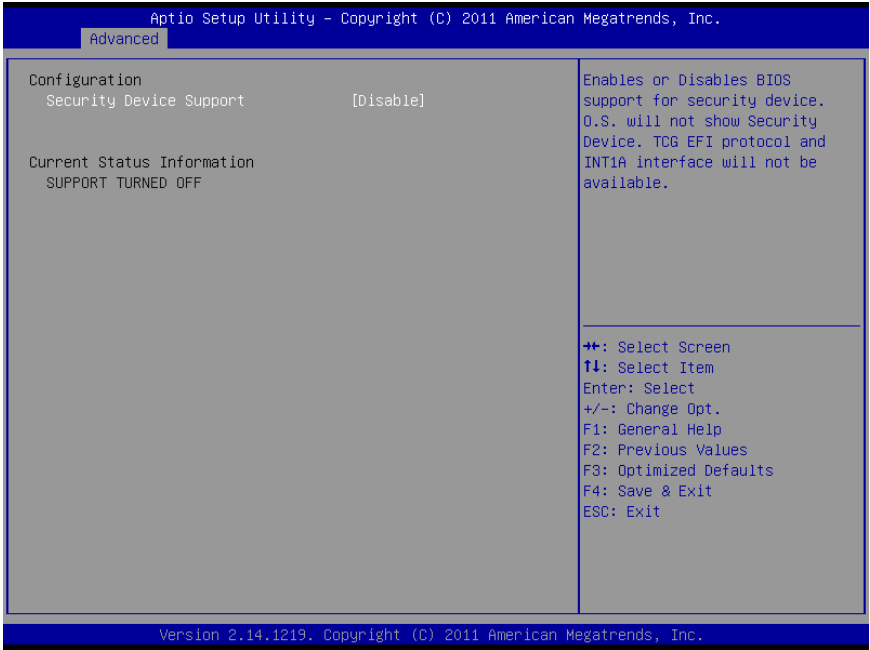 Aptio Setup Utility – Copyright (C) 2011 American Megatrends, Inc.
Advanced
Configuration
Security Device Support [Disable]
Current Status Information
SUPPORT TURNED OFF
Enables or Disables BIOS
support for security device.
O.S. will not show Security
Device. TCG EFI protocol and
INT1A interface will not be
available.
→←: Select Screen
↑↓: Select Item
Enter: Select
+/-: Change Opt.
F1: General Help
F2: Previous Values
F3: Optimized Defaults
F4: Save & Exit
ESC: Exit
Version 2.14.1219. Copyright (C) 2011 American Megatrends, Inc.